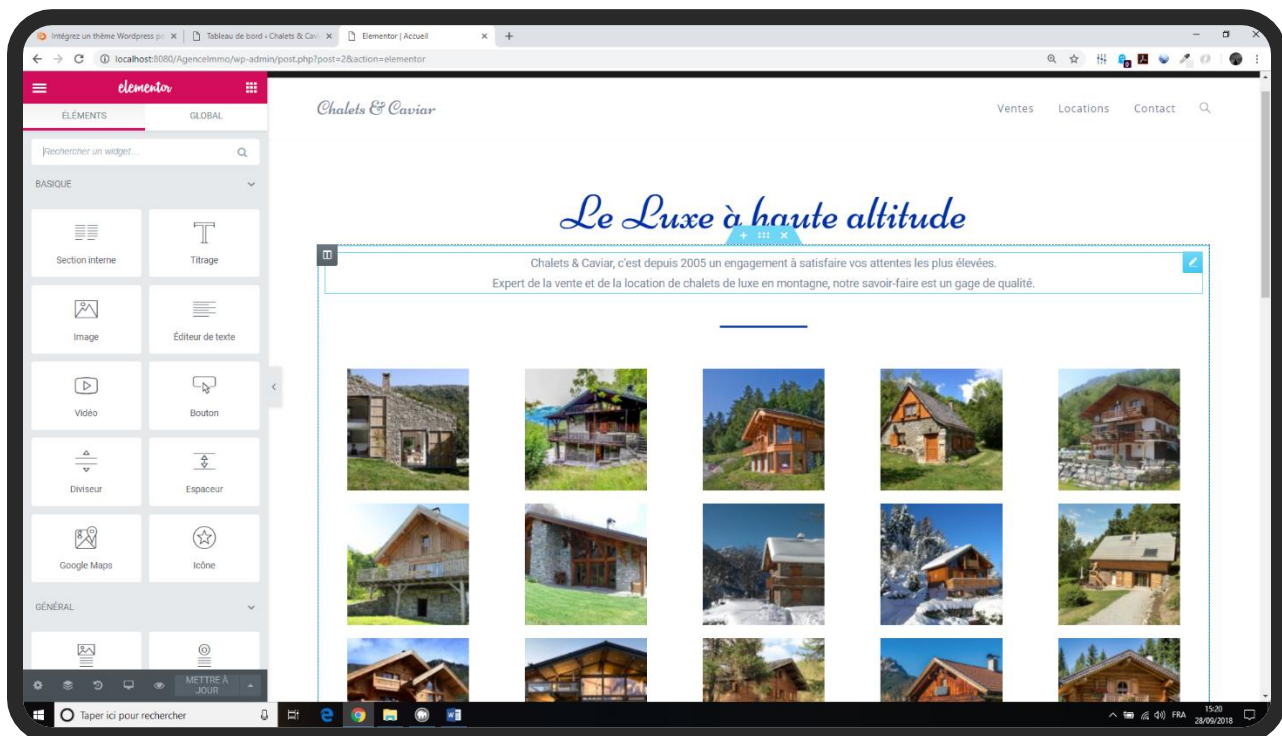 Intégrez un thème Wordpress po
Tableau de bord ‹ Chalets & Cavi
Elementor | Accueil
localhost:8080/AgenceImmo/wp-admin/post.php?post=2&action=elementor
elementor
ÉLÉMENTS
GLOBAL
Rechercher un widget...
BASIQUE
Section interne
Titrage
Image
Éditeur de texte
Vidéo
Bouton
Diviseur
Espaceur
Google Maps
Icône
GÉNÉRAL
METTRE À
JOUR
Chalets & Caviar
Ventes Locations Contact
Le Luxe à haute altitude
Chalets & Caviar, c'est depuis 2005 un engagement à satisfaire vos attentes les plus élevées.
Expert de la vente et de la location de chalets de luxe en montagne, notre savoir-faire est un gage de qualité.
Taper ici pour rechercher
FRA
15:20
28/09/2018